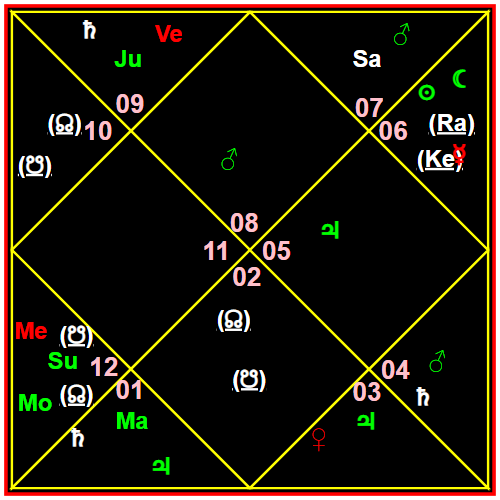 ♄ Ve ♂
Ju Sa
☉ ☾
09 07
(☊) 10 06 (Ra)
(☋) ♂ (Ke) ☿
08 ♃
11 05
02
(☊)
Me (☋)
Su 12 04 ♂
(☋)
Mo (☊) 01 03 ♄
Ma ♃
♄ ♀
♃